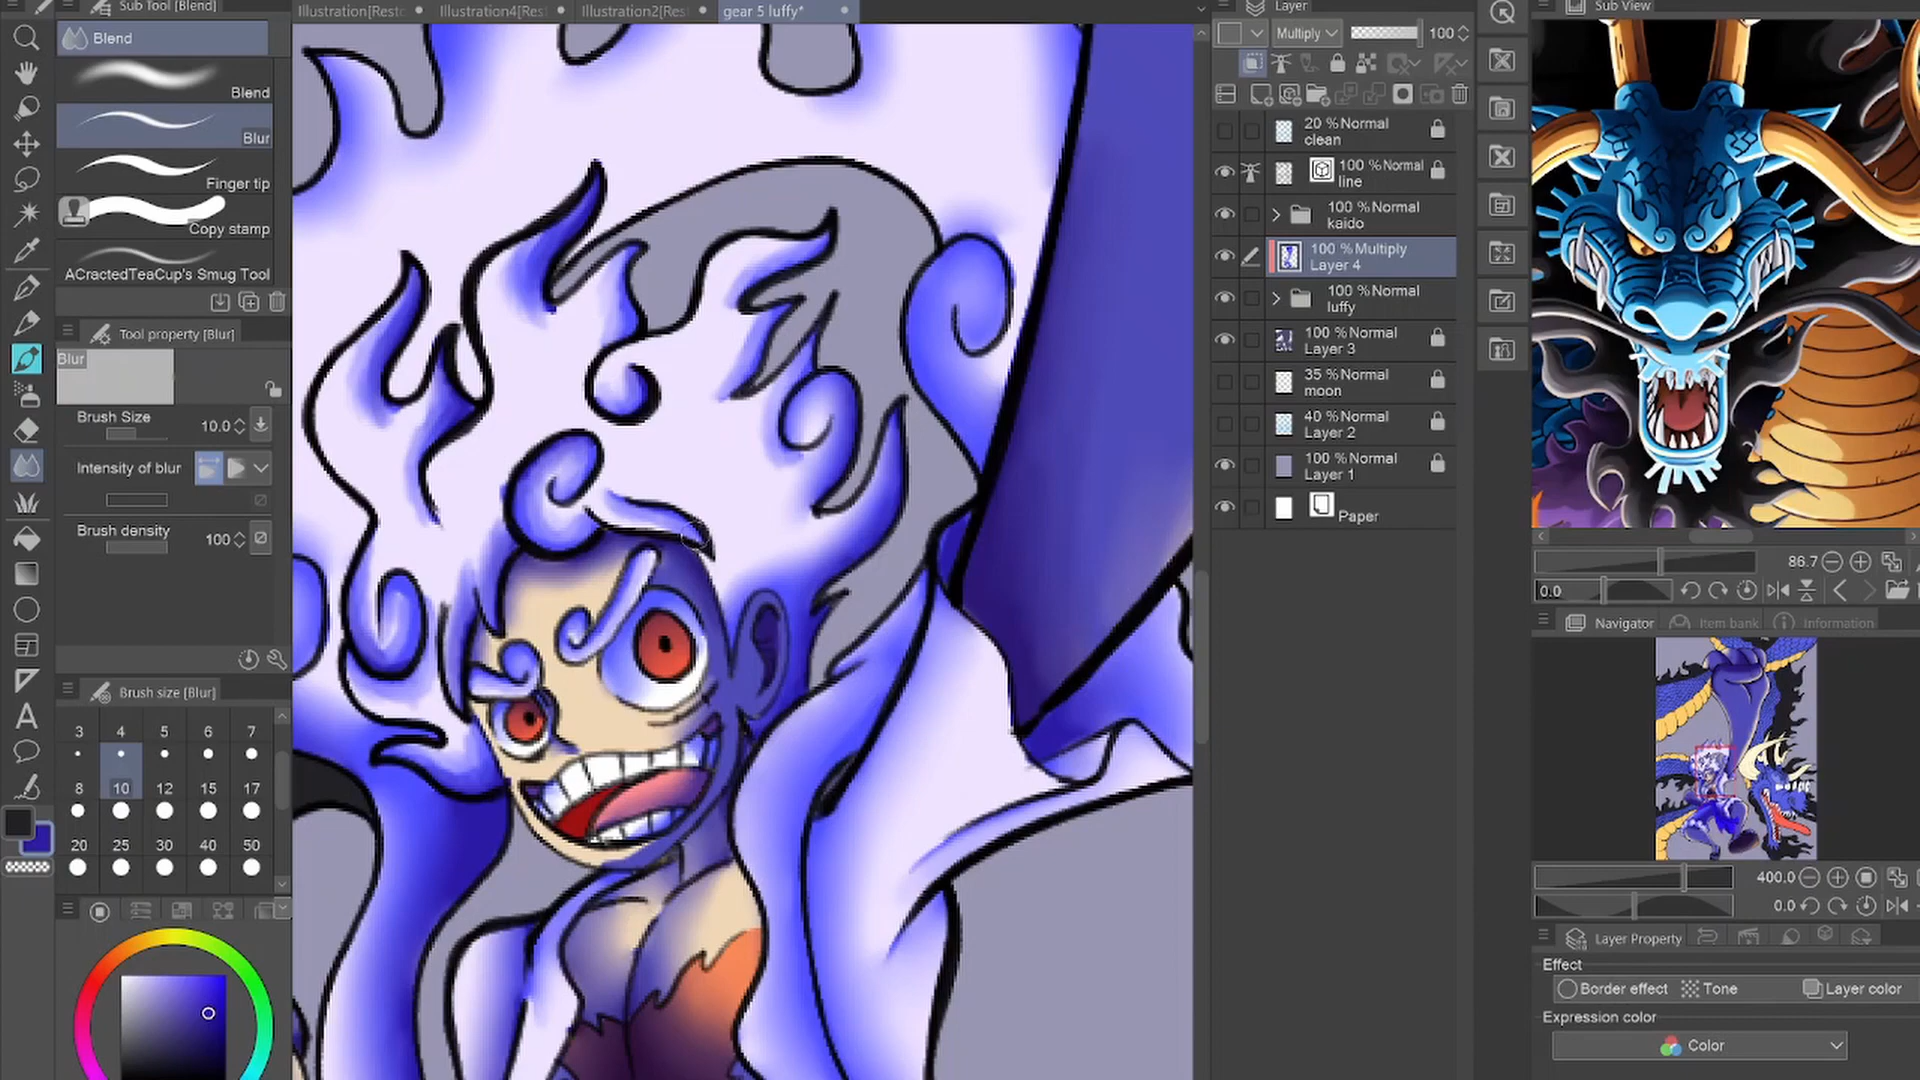 Sub Tool [Blend]
Blend
Blend
Blur
Finger tip
Copy stamp
ACractedTeaCup's Smug Tool
Tool property [Blur]
Blur
Brush Size
10.0
Intensity of blur
Brush density
100
Brush size [Blur]
3 4 5 6 7
8 10 12 15 17
20 25 30 40 50
Illustration[Resto
Illustration4[Res
Illustration2[Res
gear 5 luffy*
Layer
Multiply
100
20 %Normal
clean
100 %Normal
line
100 %Normal
kaido
100 %Multiply
Layer 4
100 %Normal
luffy
100 %Normal
Layer 3
35 %Normal
moon
40 %Normal
Layer 2
100 %Normal
Layer 1
Paper
Sub View
86.7
0.0
Navigator
Item bank
Information
400.0
0.0
Layer Property
Effect
Border effect
Tone
Layer color
Expression color
Color